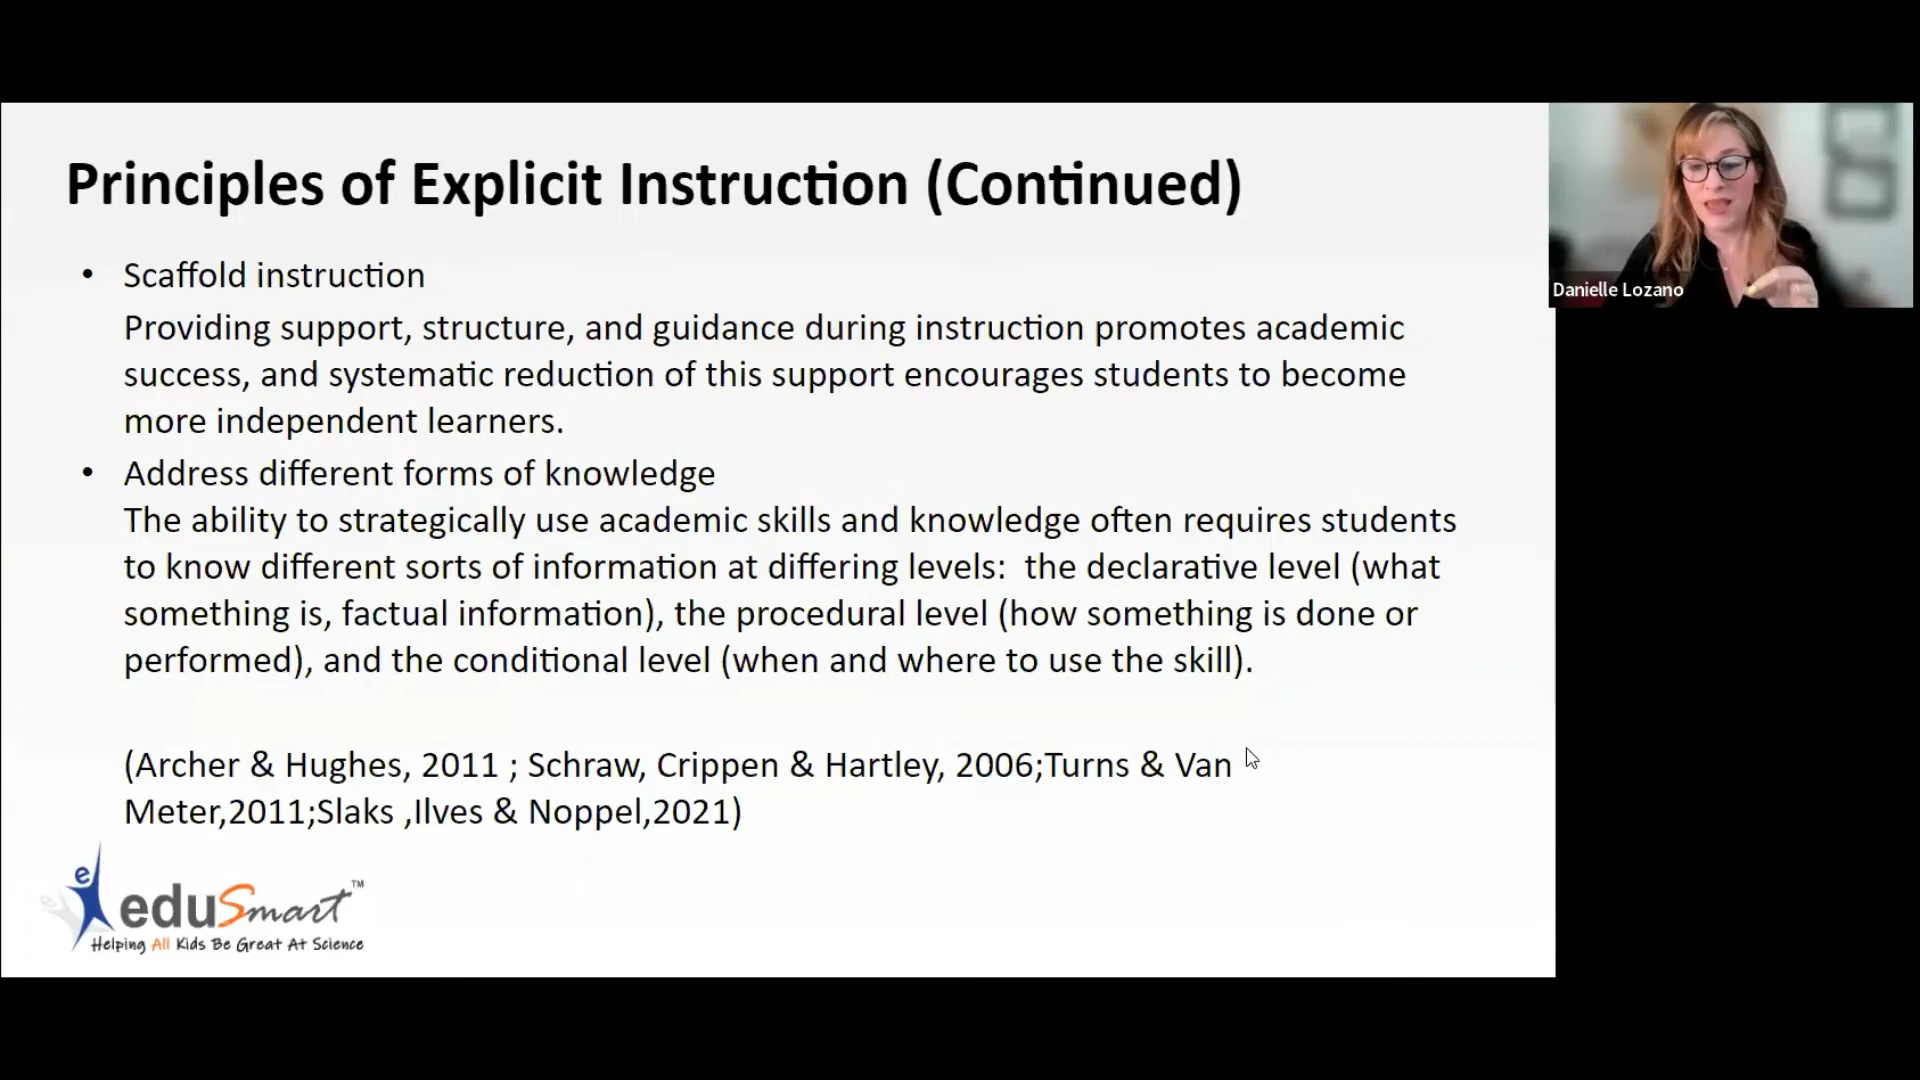 Principles of Explicit Instruction (Continued)
• Scaffold instruction
Providing support, structure, and guidance during instruction promotes academic
success, and systematic reduction of this support encourages students to become
more independent learners.
• Address different forms of knowledge
The ability to strategically use academic skills and knowledge often requires students
to know different sorts of information at differing levels:  the declarative level (what
something is, factual information), the procedural level (how something is done or
performed), and the conditional level (when and where to use the skill).
(Archer & Hughes, 2011 ; Schraw, Crippen & Hartley, 2006;Turns & Van
Meter,2011;Slaks ,Ilves & Noppel,2021)
e
eduSmart™
Helping All Kids Be Great At Science
Danielle Lozano